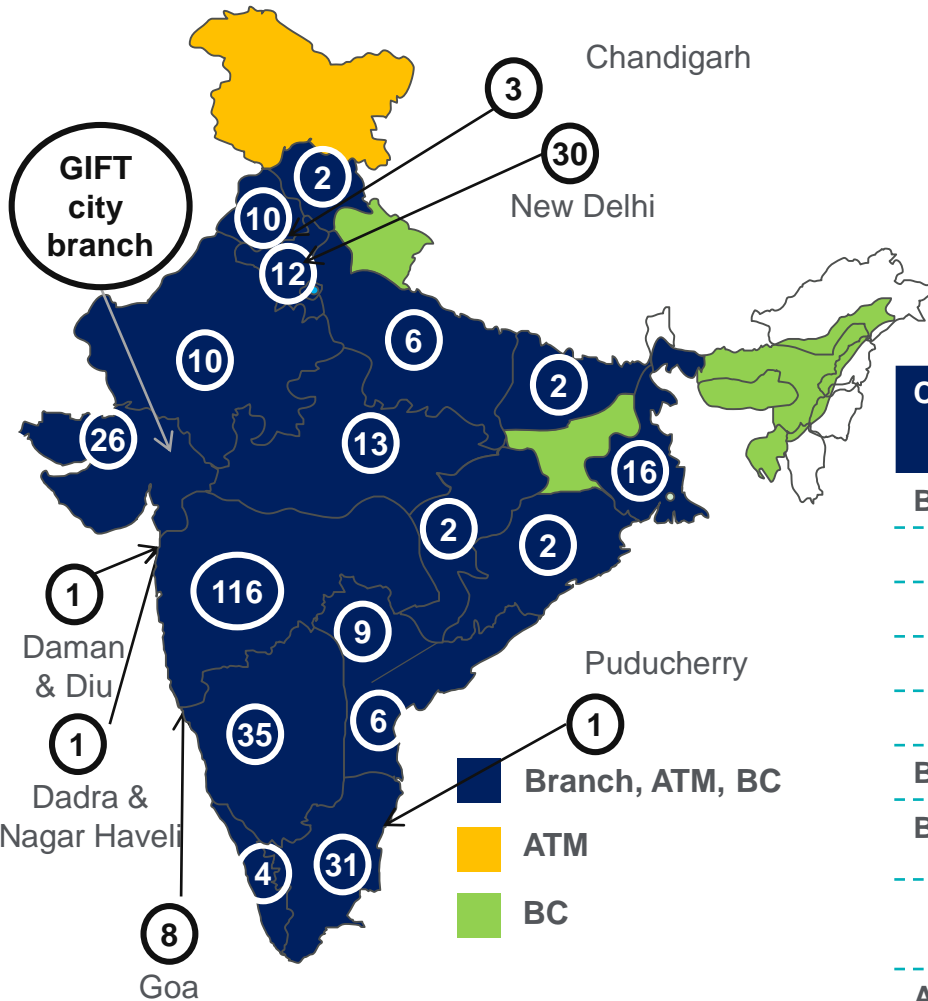 Chandigarh
3
30
New Delhi
GIFT
city
branch
2
10
12
10
6
2
26
13
16
2
2
116
9
1
Daman
& Diu
Puducherry
1
35
6
1
Dadra &
Nagar Haveli
Branch, ATM, BC
ATM
BC
4
31
8
Goa
C
B
B
B
A